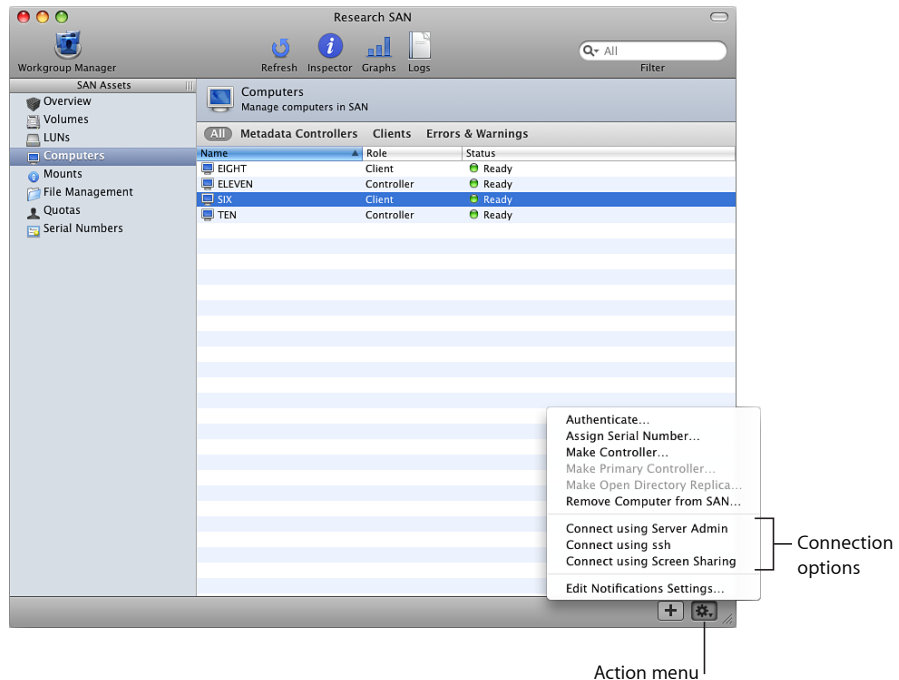 Research SAN
Workgroup Manager
Refresh Inspector Graphs Logs
All
Filter
SAN Assets
Overview
Volumes
LUNs
Computers
Mounts
File Management
Quotas
Serial Numbers
Computers
Manage computers in SAN
All Metadata Controllers Clients Errors & Warnings
Name Role Status
EIGHT Client Ready
ELEVEN Controller Ready
SIX Client Ready
TEN Controller Ready
Authenticate...
Assign Serial Number...
Make Controller...
Make Primary Controller...
Make Open Directory Replica...
Remove Computer from SAN...
Connect using Server Admin
Connect using ssh
Connect using Screen Sharing
Edit Notifications Settings...
Connection
options
Action menu